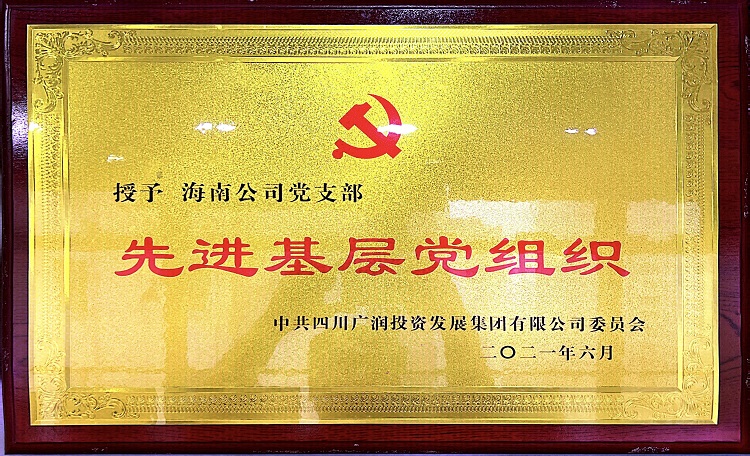 授予 海南公司党支部
先进基层党组织
中共四川广润投资发展集团有限公司委员会
二〇二一年六月